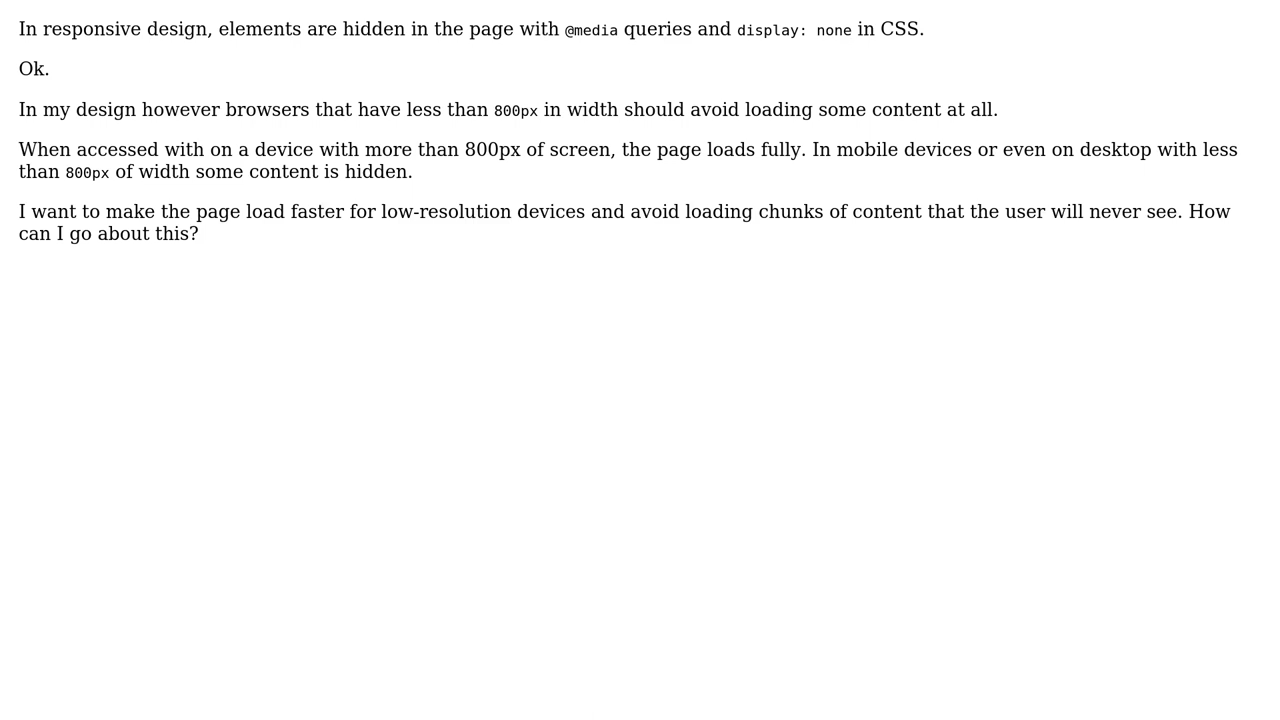 In responsive design, elements are hidden in the page with @media queries and display: none in CSS.
Ok.
In my design however browsers that have less than 800px in width should avoid loading some content at all.
When accessed with on a device with more than 800px of screen, the page loads fully. In mobile devices or even on desktop with less
than 800px of width some content is hidden.
I want to make the page load faster for low-resolution devices and avoid loading chunks of content that the user will never see. How
can I go about this?